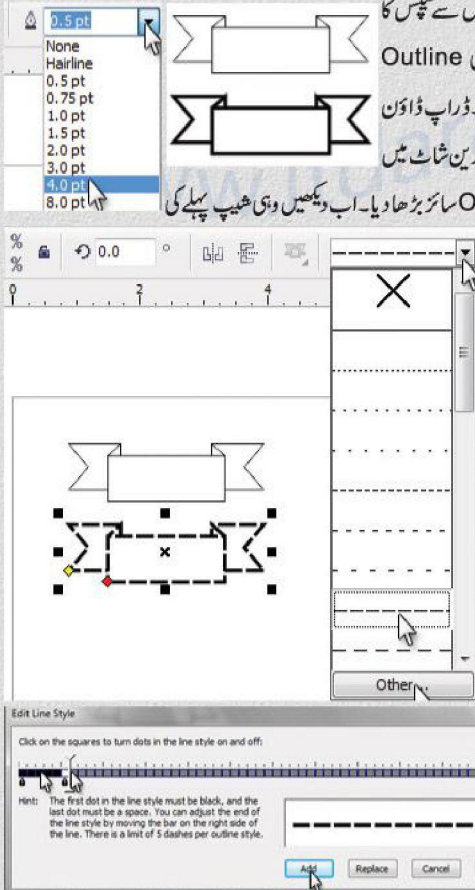 0.5 pt
None
Hairline
0.5 pt
0.75 pt
1.0 pt
1.5 pt
2.0 pt
3.0 pt
4.0 pt
8.0 pt
سے شیپس کا
Outline
ڈراپ ڈاؤن
شاٹ میں
سائز بڑھا دیا۔ اب دیکھیں وہی شیپ پہلے کی
%
%
0.0
°
0 2 4
Other...
Edit Line Style
Click on the squares to turn dots in the line style on and off:
Hint: The first dot in the line style must be black, and the
last dot must be a space. You can adjust the end of
the line style by moving the bar on the right side of
the line. There is a limit of 5 dashes per outline style.
Add Replace Cancel